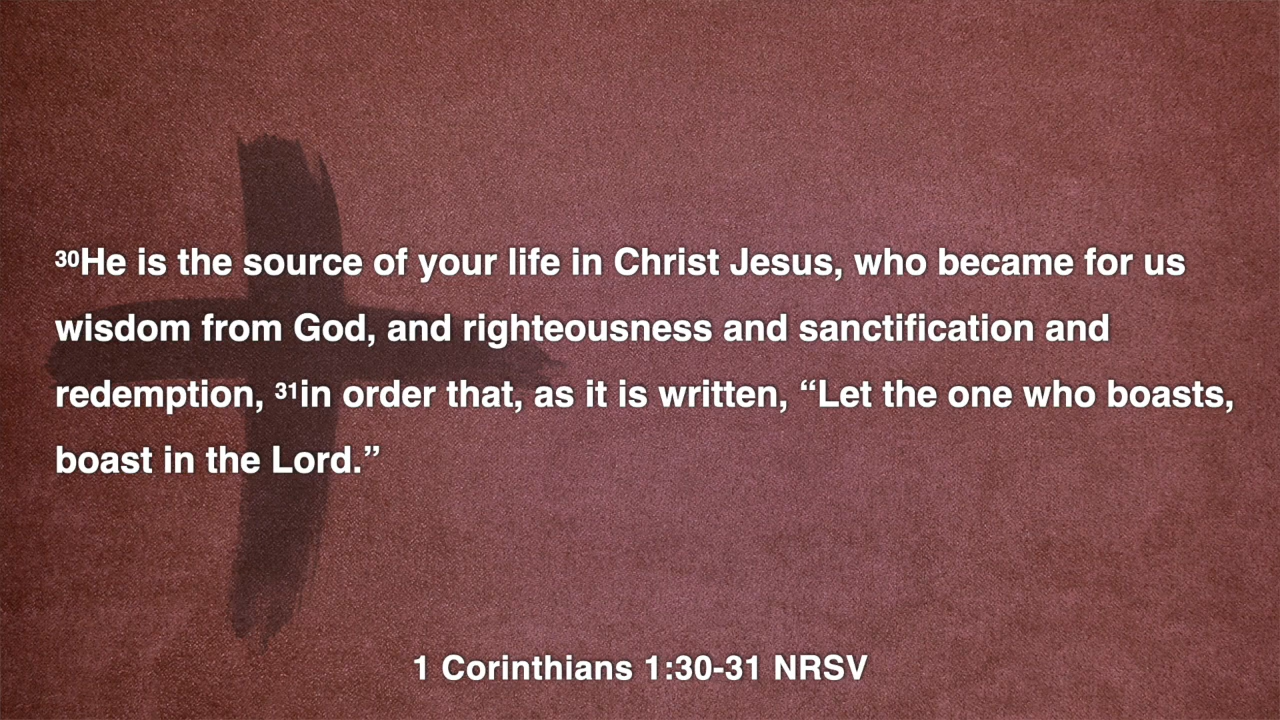 ³⁰He is the source of your life in Christ Jesus, who became for us
wisdom from God, and righteousness and sanctification and
redemption, ³¹in order that, as it is written, “Let the one who boasts,
boast in the Lord.”
1 Corinthians 1:30-31 NRSV